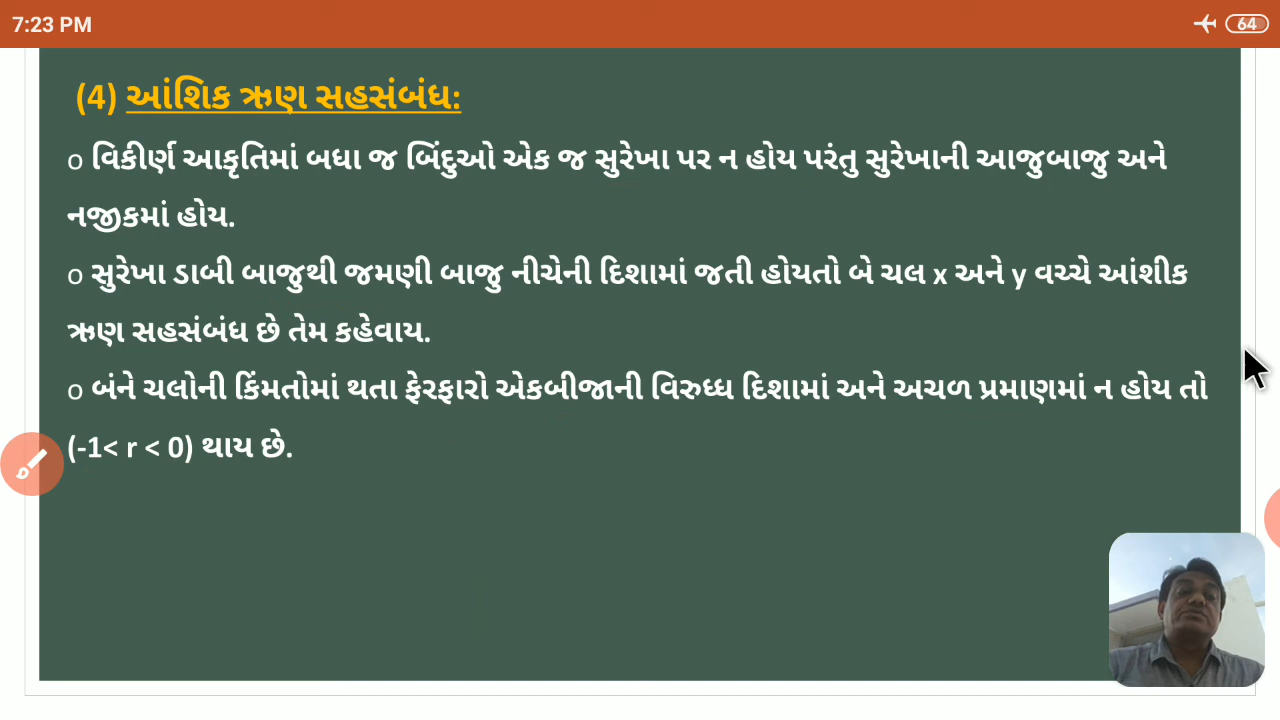 7:23 PM
64
(4) આંશિક ઋણ સહસંબંધ:
o વિકીર્ણ આકૃતિમાં બધા જ બિંદુઓ એક જ સુરેખા પર ન હોય પરંતુ સુરેખાની આજુબાજુ અને
નજીકમાં હોય.
o સુરેખા ડાબી બાજુથી જમણી બાજુ નીચેની દિશામાં જતી હોયતો બે ચલ x અને y વચ્ચે આંશીક
ઋણ સહસંબંધ છે તેમ કહેવાય.
o બંને ચલોની કિંમતોમાં થતા ફેરફારો એકબીજાની વિરુધ્ધ દિશામાં અને અચળ પ્રમાણમાં ન હોય તો
(-1< r < 0) થાય છે.